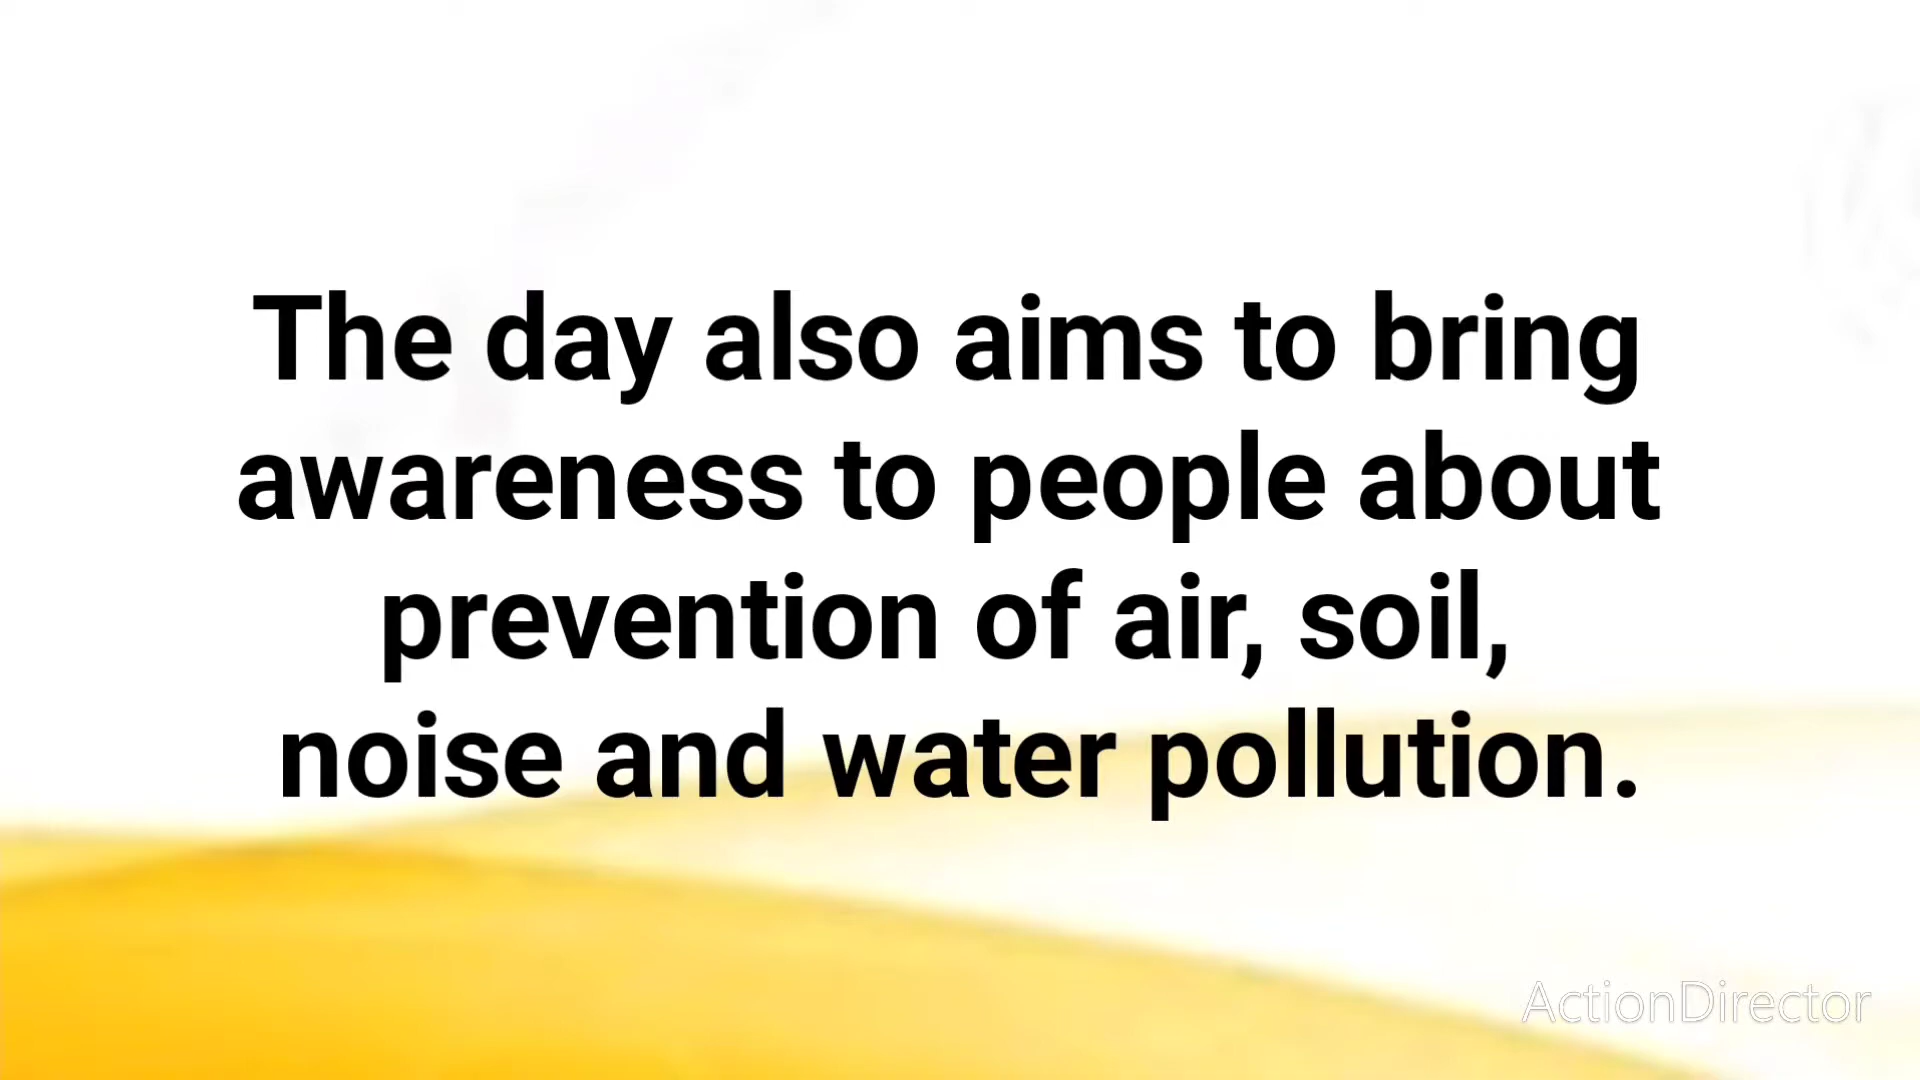 The day also aims to bring
awareness to people about
prevention of air, soil,
noise and water pollution.
ActionDirector